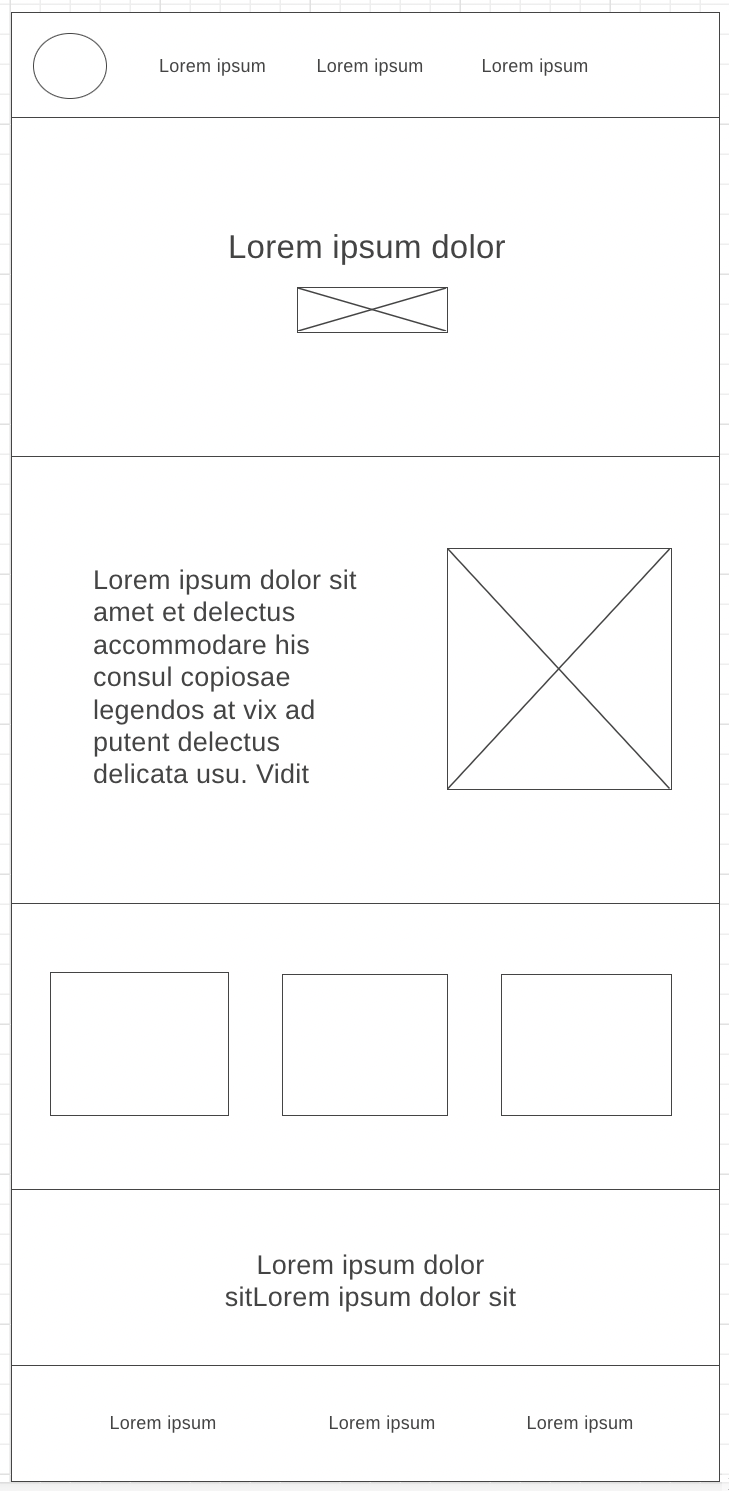 Lorem ipsum
Lorem ipsum
Lorem ipsum
Lorem ipsum dolor
Lorem ipsum dolor sit
amet et delectus
accommodare his
consul copiosae
legendos at vix ad
putent delectus
delicata usu. Vidit
Lorem ipsum dolor
sitLorem ipsum dolor sit
Lorem ipsum
Lorem ipsum
Lorem ipsum